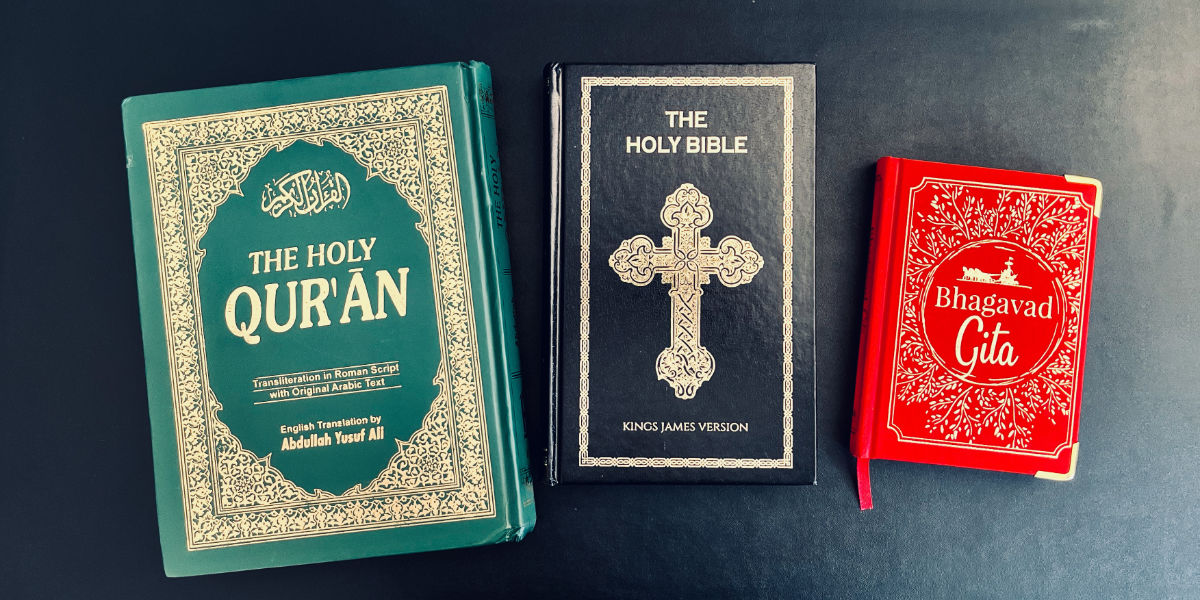 القرآن الكريم
THE HOLY
QUR'ĀN
Transliteration in Roman Script
with Original Arabic Text
English Translation by
Abdullah Yusuf Ali
THE HOLY
THE
HOLY BIBLE
KINGS JAMES VERSION
Bhagavad
Gita